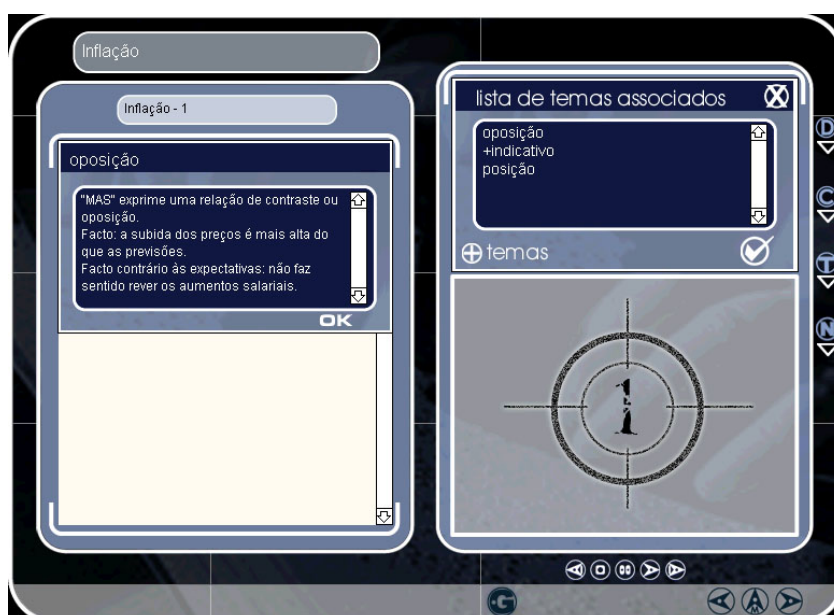 Inflação
Inflação - 1
oposição
"MAS" exprime uma relação de contraste ou
oposição.
Facto: a subida dos preços é mais alta do
que as previsões.
Facto contrário às expectativas: não faz
sentido rever os aumentos salariais.
OK
lista de temas associados
X
oposição
+indicativo
posição
temas
1
D
C
T
N
G